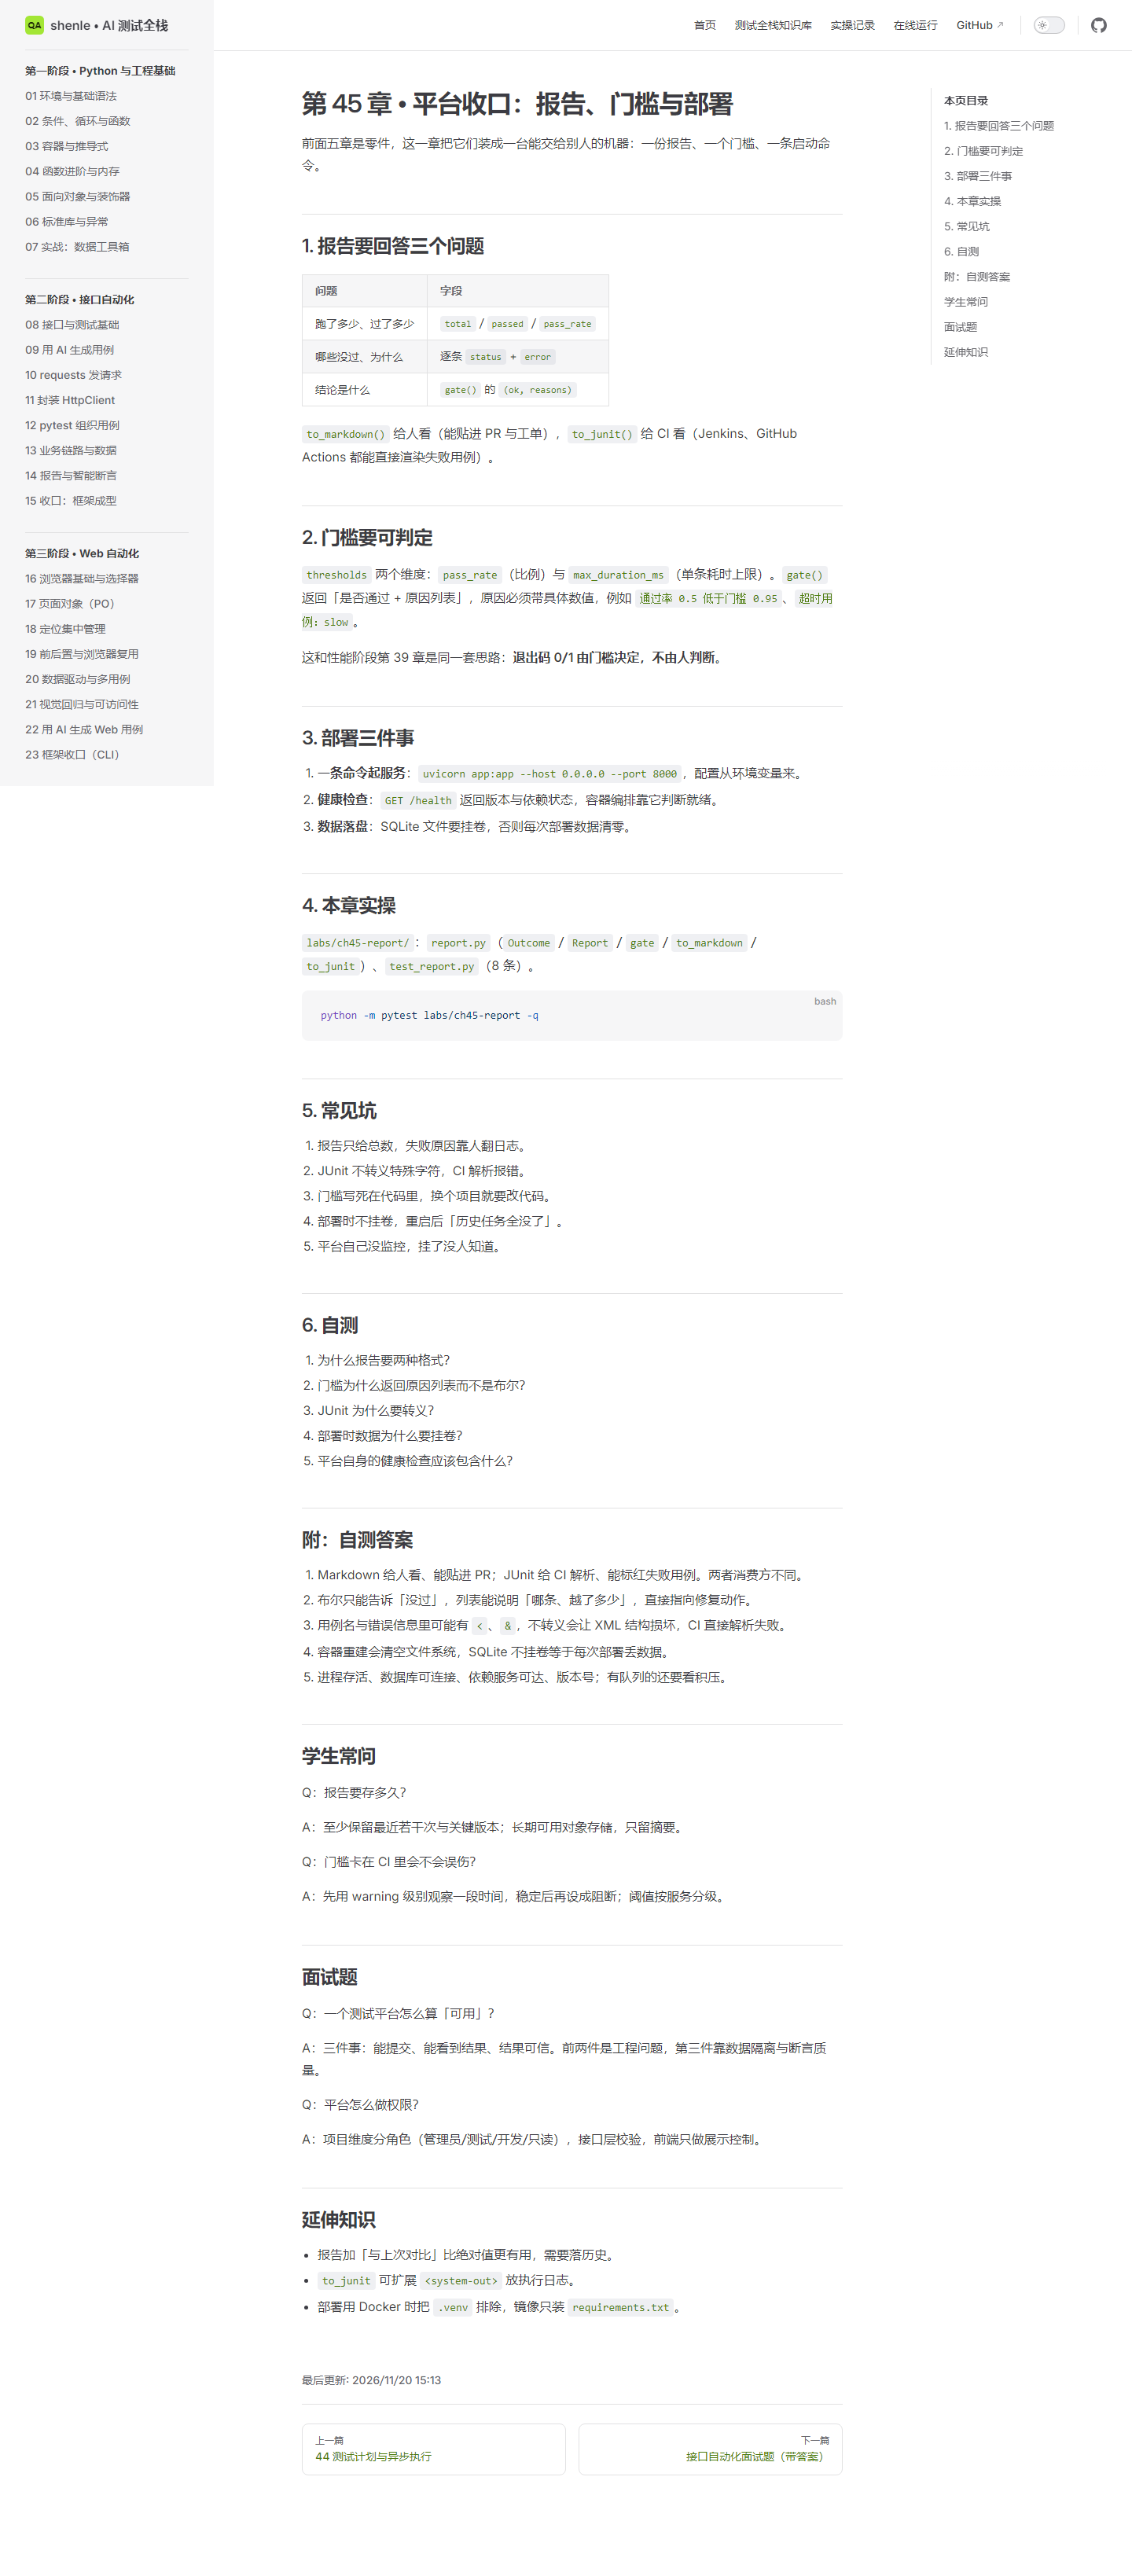 QA shenle • AI 测试全栈
首页 测试全栈知识库 实操记录 在线运行 GitHub
第一阶段 • Python 与工程基础
01 环境与基础语法
02 条件、循环与函数
03 容器与推导式
04 函数进阶与内存
05 面向对象与装饰器
06 标准库与异常
07 实战：数据工具箱
第二阶段 • 接口自动化
08 接口与测试基础
09 用 AI 生成用例
10 requests 发请求
11 封装 HttpClient
12 pytest 组织用例
13 业务链路与数据
14 报告与智能断言
15 收口：框架成型
第三阶段 • Web 自动化
16 浏览器基础与选择器
17 页面对象（PO）
18 定位集中管理
19 前后置与浏览器复用
20 数据驱动与多用例
21 视觉回归与可访问性
22 用 AI 生成 Web 用例
23 框架收口（CLI）
第 45 章 • 平台收口：报告、门槛与部署
前面五章是零件，这一章把它们装成一台能交给别人的机器：一份报告、一个门槛、一条启动命
令。
1. 报告要回答三个问题
问题 字段
跑了多少、过了多少 total / passed / pass_rate
哪些没过、为什么 逐条 status + error
结论是什么 gate() 的 (ok, reasons)
to_markdown() 给人看（能贴进 PR 与工单），to_junit() 给 CI 看（Jenkins、GitHub
Actions 都能直接渲染失败用例）。
2. 门槛要可判定
thresholds 两个维度：pass_rate（比例）与 max_duration_ms（单条耗时上限）。gate()
返回「是否通过 + 原因列表」，原因必须带具体数值，例如 通过率 0.5 低于门槛 0.95、超时用
例：slow。
这和性能阶段第 39 章是同一套思路：退出码 0/1 由门槛决定，不由人判断。
3. 部署三件事
1. 一条命令起服务：uvicorn app:app --host 0.0.0.0 --port 8000，配置从环境变量来。
2. 健康检查：GET /health 返回版本与依赖状态，容器编排靠它判断就绪。
3. 数据落盘：SQLite 文件要挂卷，否则每次部署数据清零。
4. 本章实操
labs/ch45-report/：report.py（Outcome / Report / gate / to_markdown /
to_junit）、test_report.py（8 条）。
bash
python -m pytest labs/ch45-report -q
5. 常见坑
1. 报告只给总数，失败原因靠人翻日志。
2. JUnit 不转义特殊字符，CI 解析报错。
3. 门槛写死在代码里，换个项目就要改代码。
4. 部署时不挂卷，重启后「历史任务全没了」。
5. 平台自己没监控，挂了没人知道。
6. 自测
1. 为什么报告要两种格式？
2. 门槛为什么返回原因列表而不是布尔？
3. JUnit 为什么要转义？
4. 部署时数据为什么要挂卷？
5. 平台自身的健康检查应该包含什么？
附：自测答案
1. Markdown 给人看、能贴进 PR；JUnit 给 CI 解析、能标红失败用例。两者消费方不同。
2. 布尔只能告诉「没过」，列表能说明「哪条、越了多少」，直接指向修复动作。
3. 用例名与错误信息里可能有 <、&，不转义会让 XML 结构损坏，CI 直接解析失败。
4. 容器重建会清空文件系统，SQLite 不挂卷等于每次部署丢数据。
5. 进程存活、数据库可连接、依赖服务可达、版本号；有队列的还要看积压。
学生常问
Q：报告要存多久？
A：至少保留最近若干次与关键版本；长期可用对象存储，只留摘要。
Q：门槛卡在 CI 里会不会误伤？
A：先用 warning 级别观察一段时间，稳定后再设成阻断；阈值按服务分级。
面试题
Q：一个测试平台怎么算「可用」？
A：三件事：能提交、能看到结果、结果可信。前两件是工程问题，第三件靠数据隔离与断言质
量。
Q：平台怎么做权限？
A：项目维度分角色（管理员/测试/开发/只读），接口层校验，前端只做展示控制。
延伸知识
• 报告加「与上次对比」比绝对值更有用，需要落历史。
• to_junit 可扩展 <system-out> 放执行日志。
• 部署用 Docker 时把 .venv 排除，镜像只装 requirements.txt。
最后更新: 2026/11/20 15:13
上一篇
44 测试计划与异步执行
下一篇
接口自动化面试题（带答案）
本页目录
1. 报告要回答三个问题
2. 门槛要可判定
3. 部署三件事
4. 本章实操
5. 常见坑
6. 自测
附：自测答案
学生常问
面试题
延伸知识